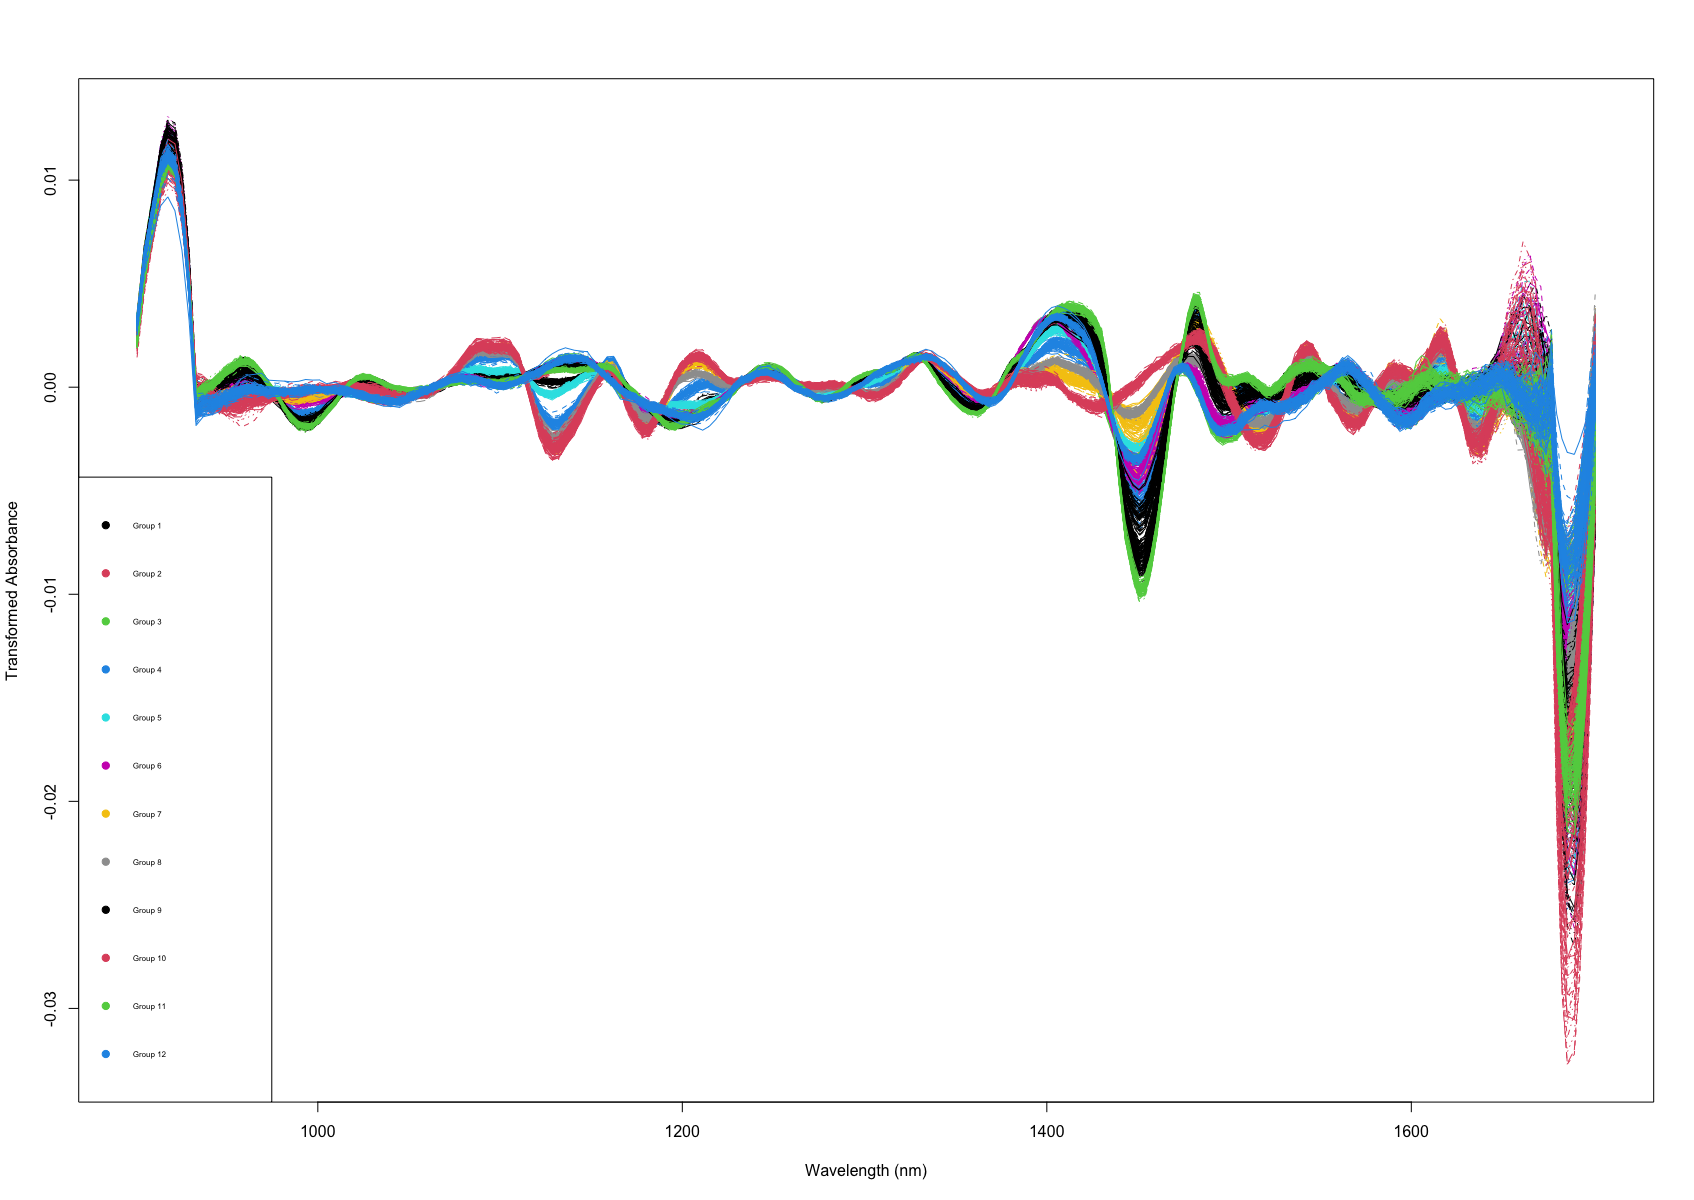 0.01
0.00
-0.01
-0.02
-0.03
Transformed Absorbance
Group 1
Group 2
Group 3
Group 4
Group 5
Group 6
Group 7
Group 8
Group 9
Group 10
Group 11
Group 12
1000
1200
1400
1600
Wavelength (nm)